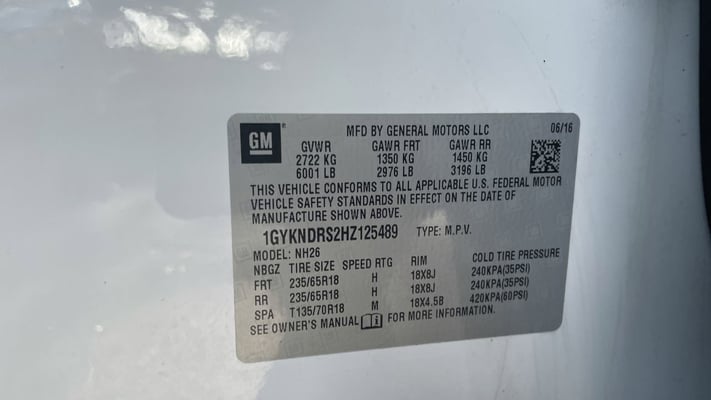 GM
MFD BY GENERAL MOTORS LLC 06/16
GVWR GAWR FRT GAWR RR
2722 KG 1350 KG 1450 KG
6001 LB 2976 LB 3196 LB
THIS VEHICLE CONFORMS TO ALL APPLICABLE U.S. FEDERAL MOTOR
VEHICLE SAFETY STANDARDS IN EFFECT ON THE DATE OF
MANUFACTURE SHOWN ABOVE.
1GYKNDRS2HZ125489 TYPE: M.P.V.
MODEL: NH26
NBGZ TIRE SIZE SPEED RTG RIM COLD TIRE PRESSURE
FRT 235/65R18 H 18X8J 240KPA(35PSI)
RR 235/65R18 H 18X8J 240KPA(35PSI)
SPA T135/70R18 M 18X4.5B 420KPA(60PSI)
SEE OWNER'S MANUAL FOR MORE INFORMATION.